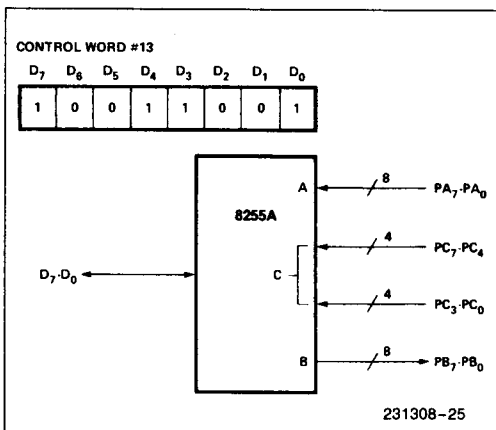 CONTROL WORD #13
D7 D6 D5 D4 D3 D2 D1 D0
1 0 0 1 1 0 0 1
8255A
A
8
PA7-PA0
4
PC7-PC4
D7-D0
C
4
PC3-PC0
B
8
PB7-PB0
231308-25